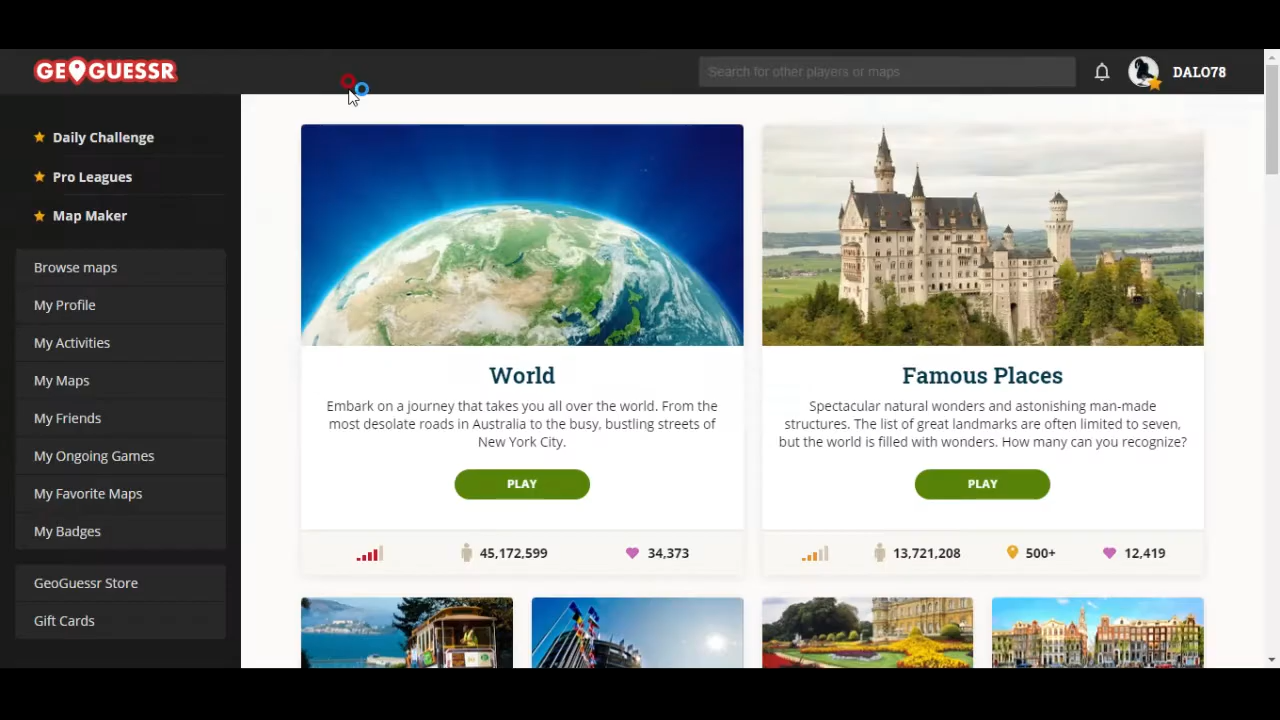 GEOGUESSR
Search for other players or maps
DALO78
Daily Challenge
Pro Leagues
Map Maker
Browse maps
My Profile
My Activities
My Maps
My Friends
My Ongoing Games
My Favorite Maps
My Badges
GeoGuessr Store
Gift Cards
World
Embark on a journey that takes you all over the world. From the
most desolate roads in Australia to the busy, bustling streets of
New York City.
PLAY
45,172,599
34,373
Famous Places
Spectacular natural wonders and astonishing man-made
structures. The list of great landmarks are often limited to seven,
but the world is filled with wonders. How many can you recognize?
PLAY
13,721,208
500+
12,419